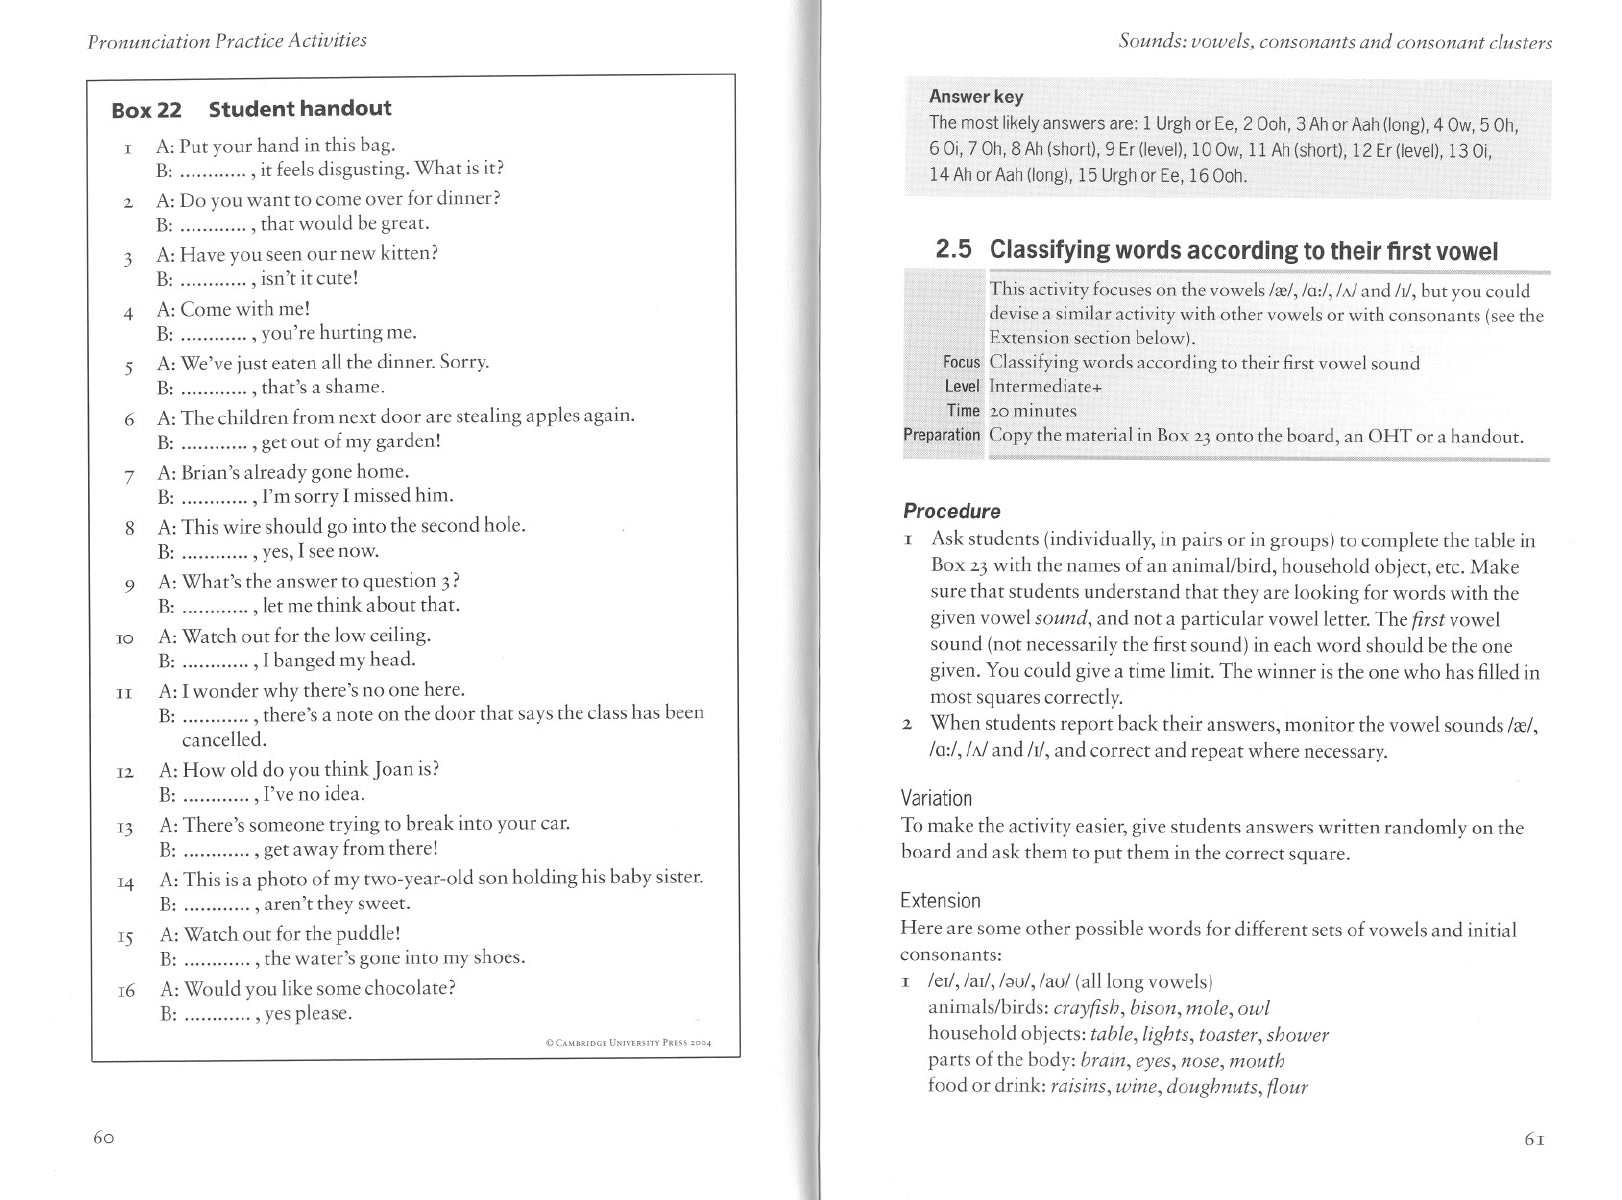 Pronunciation Practice Activities
Box 22 Student handout
1 A: Put your hand in this bag.
B: ............ , it feels disgusting. What is it?
2 A: Do you want to come over for dinner?
B: ............ , that would be great.
3 A: Have you seen our new kitten?
B: ............ , isn't it cute!
4 A: Come with me!
B: ............ , you're hurting me.
5 A: We've just eaten all the dinner. Sorry.
B: ............ , that's a shame.
6 A: The children from next door are stealing apples again.
B: ............ , get out of my garden!
7 A: Brian's already gone home.
B: ............ , I'm sorry I missed him.
8 A: This wire should go into the second hole.
B: ............ , yes, I see now.
9 A: What's the answer to question 3?
B: ............ , let me think about that.
10 A: Watch out for the low ceiling.
B: ............ , I banged my head.
11 A: I wonder why there's no one here.
B: ............ , there's a note on the door that says the class has been
cancelled.
12 A: How old do you think Joan is?
B: ............ , I've no idea.
13 A: There's someone trying to break into your car.
B: ............ , get away from there!
14 A: This is a photo of my two-year-old son holding his baby sister.
B: ............ , aren't they sweet.
15 A: Watch out for the puddle!
B: ............ , the water's gone into my shoes.
16 A: Would you like some chocolate?
B: ............ , yes please.
© CAMBRIDGE UNIVERSITY PRESS 2004
60
Sounds: vowels, consonants and consonant clusters
Answer key
The most likely answers are: 1 Urgh or Ee, 2 Ooh, 3 Ah or Aah (long), 4 Ow, 5 Oh,
6 Oi, 7 Oh, 8 Ah (short), 9 Er (level), 10 Ow, 11 Ah (short), 12 Er (level), 13 Oi,
14 Ah or Aah (long), 15 Urgh or Ee, 16 Ooh.
2.5 Classifying words according to their first vowel
This activity focuses on the vowels /æ/, /ɑː/, /ʌ/ and /ɪ/, but you could
devise a similar activity with other vowels or with consonants (see the
Extension section below).
Focus Classifying words according to their first vowel sound
Level Intermediate+
Time 20 minutes
Preparation Copy the material in Box 23 onto the board, an OHT or a handout.
Procedure
1 Ask students (individually, in pairs or in groups) to complete the table in
Box 23 with the names of an animal/bird, household object, etc. Make
sure that students understand that they are looking for words with the
given vowel sound, and not a particular vowel letter. The first vowel
sound (not necessarily the first sound) in each word should be the one
given. You could give a time limit. The winner is the one who has filled in
most squares correctly.
2 When students report back their answers, monitor the vowel sounds /æ/,
/ɑː/, /ʌ/ and /ɪ/, and correct and repeat where necessary.
Variation
To make the activity easier, give students answers written randomly on the
board and ask them to put them in the correct square.
Extension
Here are some other possible words for different sets of vowels and initial
consonants:
1 /eɪ/, /aɪ/, /əʊ/, /aʊ/ (all long vowels)
animals/birds: crayfish, bison, mole, owl
household objects: table, lights, toaster, shower
parts of the body: brain, eyes, nose, mouth
food or drink: raisins, wine, doughnuts, flour
61